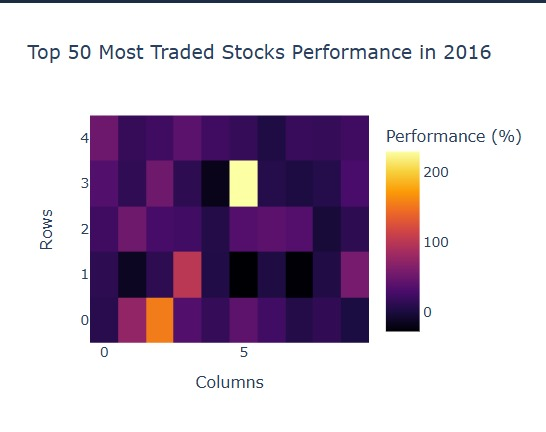 Top 50 Most Traded Stocks Performance in 2016
Performance (%)
200
100
0
4
3
2
1
0
Rows
0 5
Columns